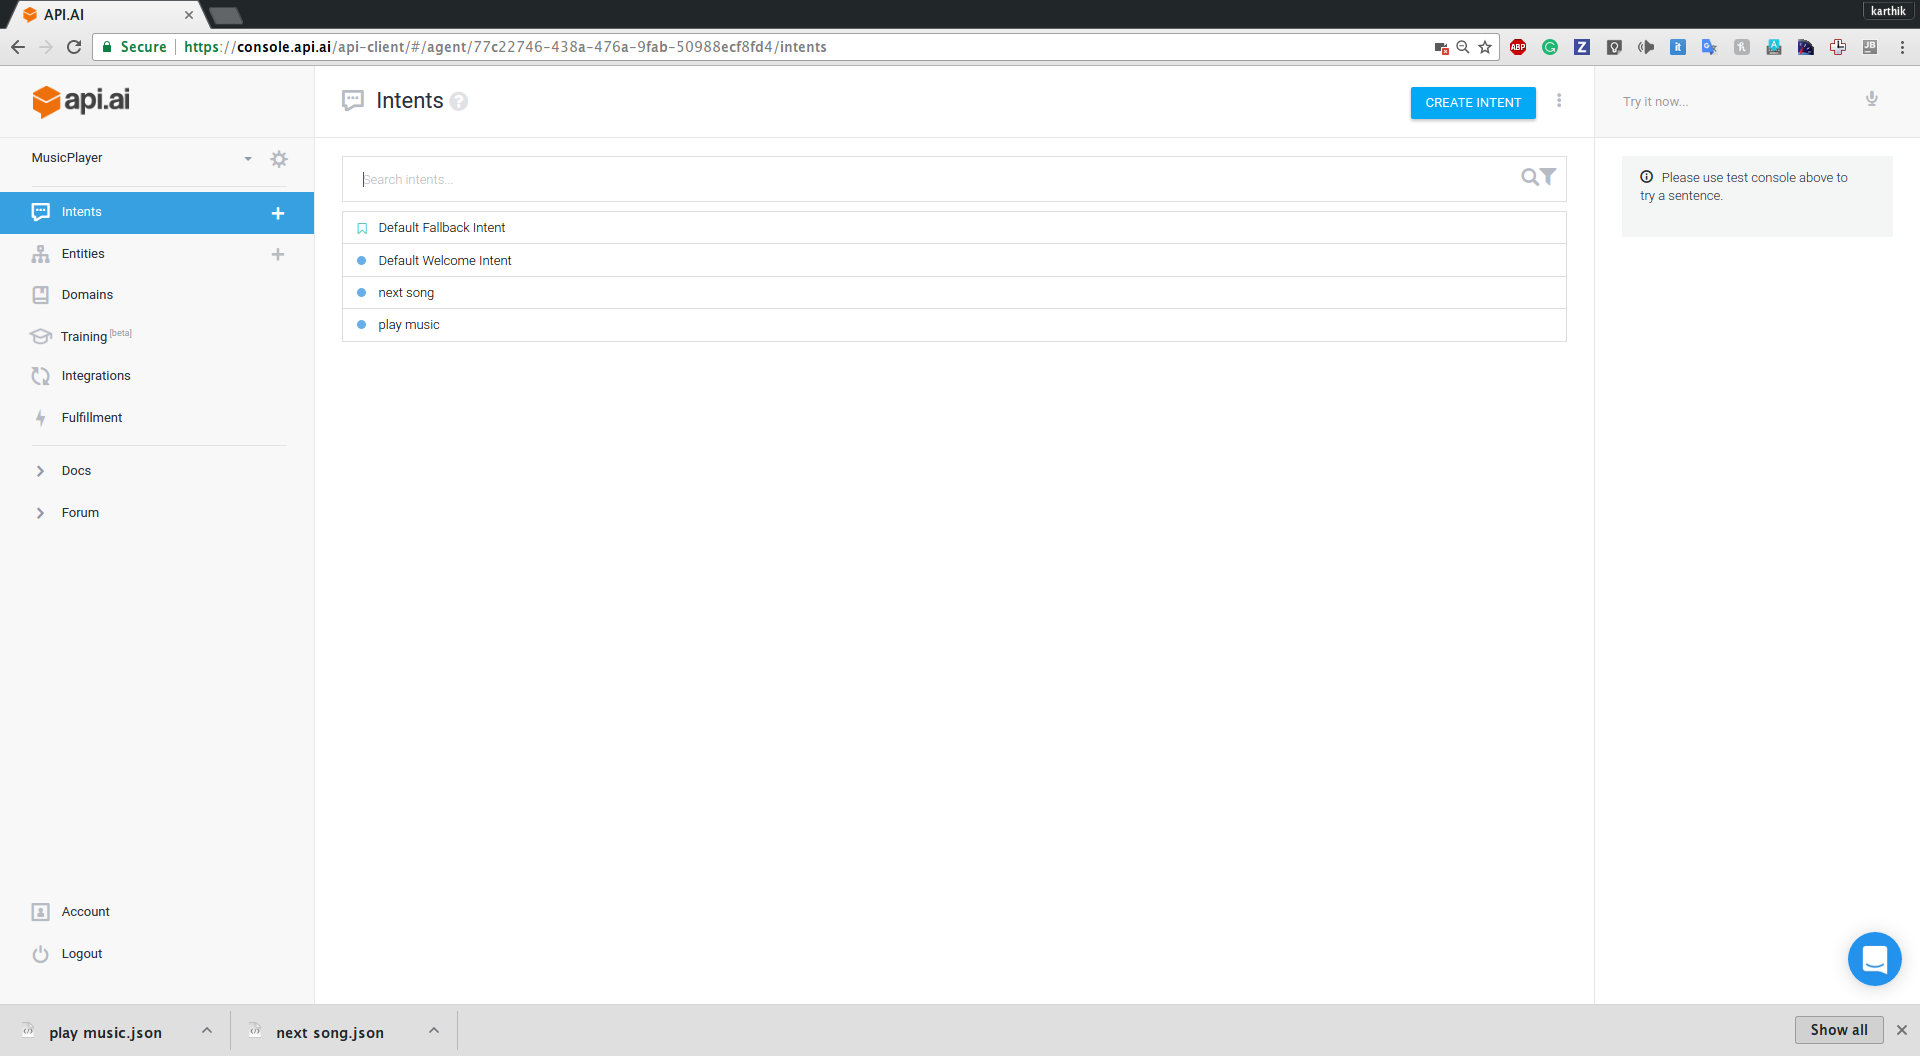 API.AI
karthik
Secure https://console.api.ai/api-client/#/agent/77c22746-438a-476a-9fab-50988ecf8fd4/intents
ABP
G
Z
it
JB
api.ai
Intents ?
CREATE INTENT
Try it now...
MusicPlayer
Search intents...
Please use test console above to
try a sentence.
Intents
Entities
Domains
Training [beta]
Integrations
Fulfillment
Docs
Forum
Default Fallback Intent
Default Welcome Intent
next song
play music
Account
Logout
play music.json
next song.json
Show all